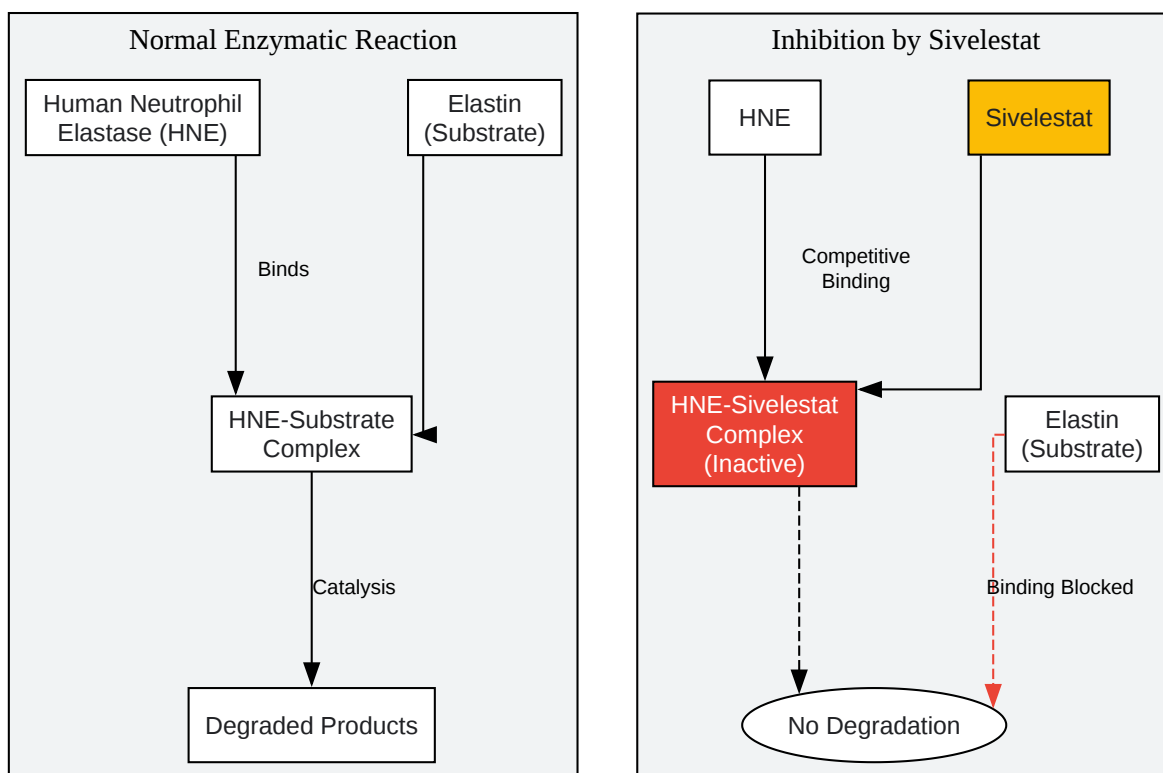 Normal Enzymatic Reaction
Human Neutrophil
Elastase (HNE)
Elastin
(Substrate)
Binds
HNE-Substrate
Complex
Catalysis
Degraded Products
Inhibition by Sivelestat
HNE
Sivelestat
Competitive
Binding
HNE-Sivelestat
Complex
(Inactive)
Elastin
(Substrate)
Binding Blocked
No Degradation